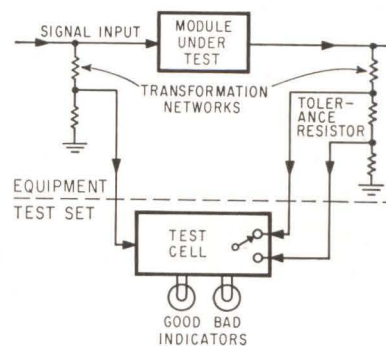 SIGNAL INPUT
MODULE
UNDER
TEST
TRANSFORMATION
NETWORKS
TOLER-
ANCE
RESISTOR
EQUIPMENT
TEST SET
TEST
CELL
GOOD BAD
INDICATORS